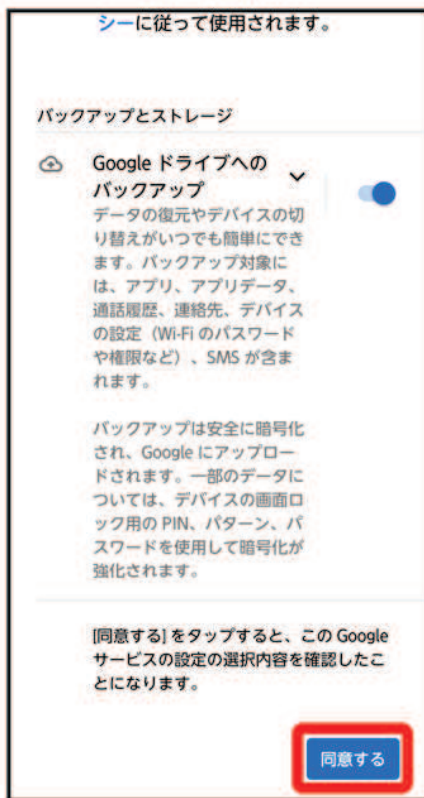 シーに従って使用されます。
バックアップとストレージ
Google ドライブへの
バックアップ
データの復元やデバイスの切
り替えがいつでも簡単にでき
ます。バックアップ対象に
は、アプリ、アプリデータ、
通話履歴、連絡先、デバイス
の設定（Wi-Fi のパスワード
や権限など）、SMS が含ま
れます。
バックアップは安全に暗号化
され、Google にアップロー
ドされます。一部のデータに
ついては、デバイスの画面ロ
ック用の PIN、パターン、パ
スワードを使用して暗号化が
強化されます。
[同意する] をタップすると、この Google
サービスの設定の選択内容を確認したこ
とになります。
同意する